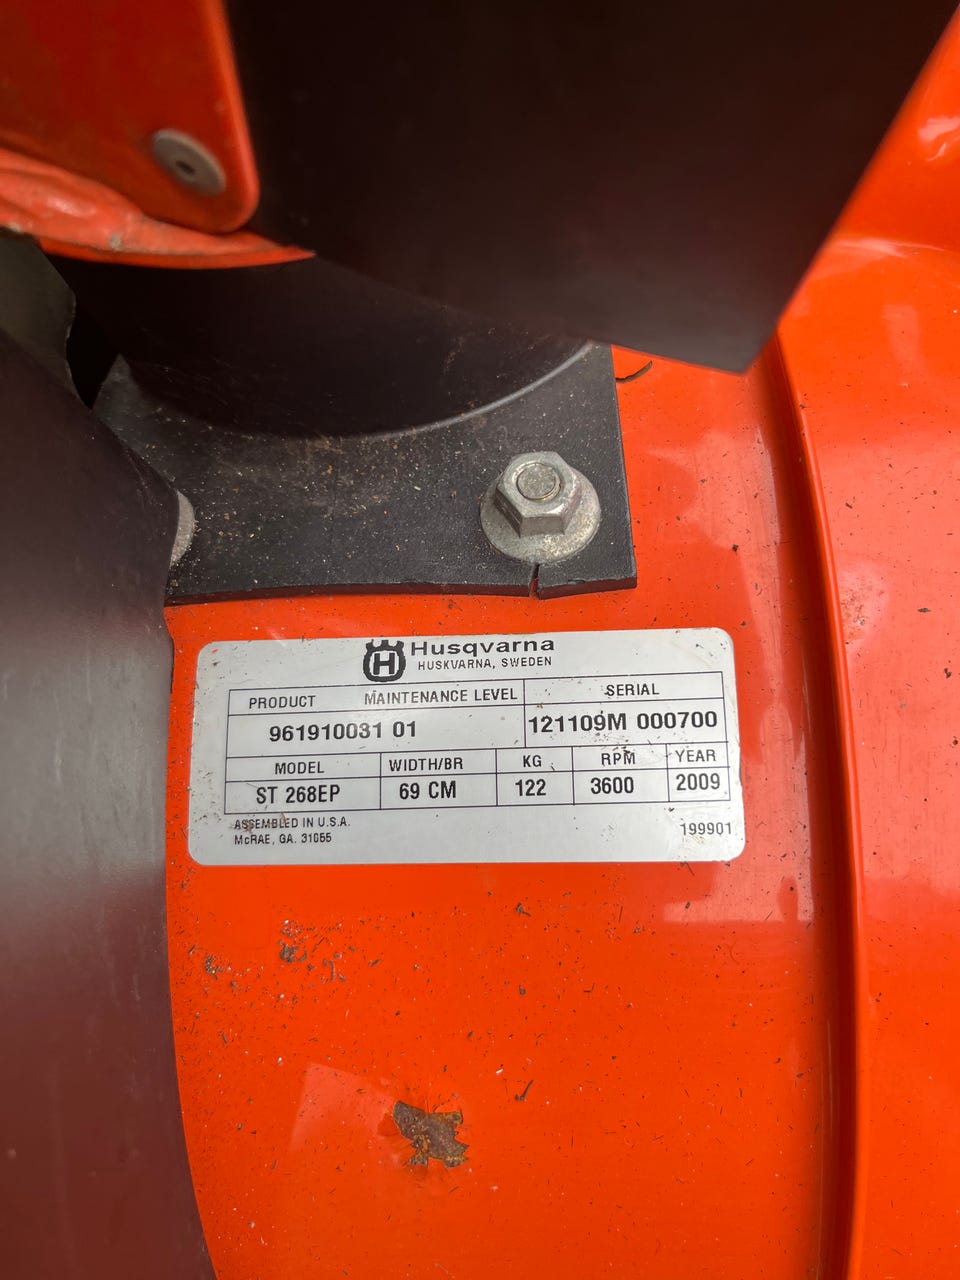 Husqvarna
HUSKVARNA, SWEDEN
PRODUCT MAINTENANCE LEVEL SERIAL
961910031 01 121109M 000700
MODEL WIDTH/BR KG RPM YEAR
ST 268EP 69 CM 122 3600 2009
ASSEMBLED IN U.S.A.
McRAE, GA. 31055
199901